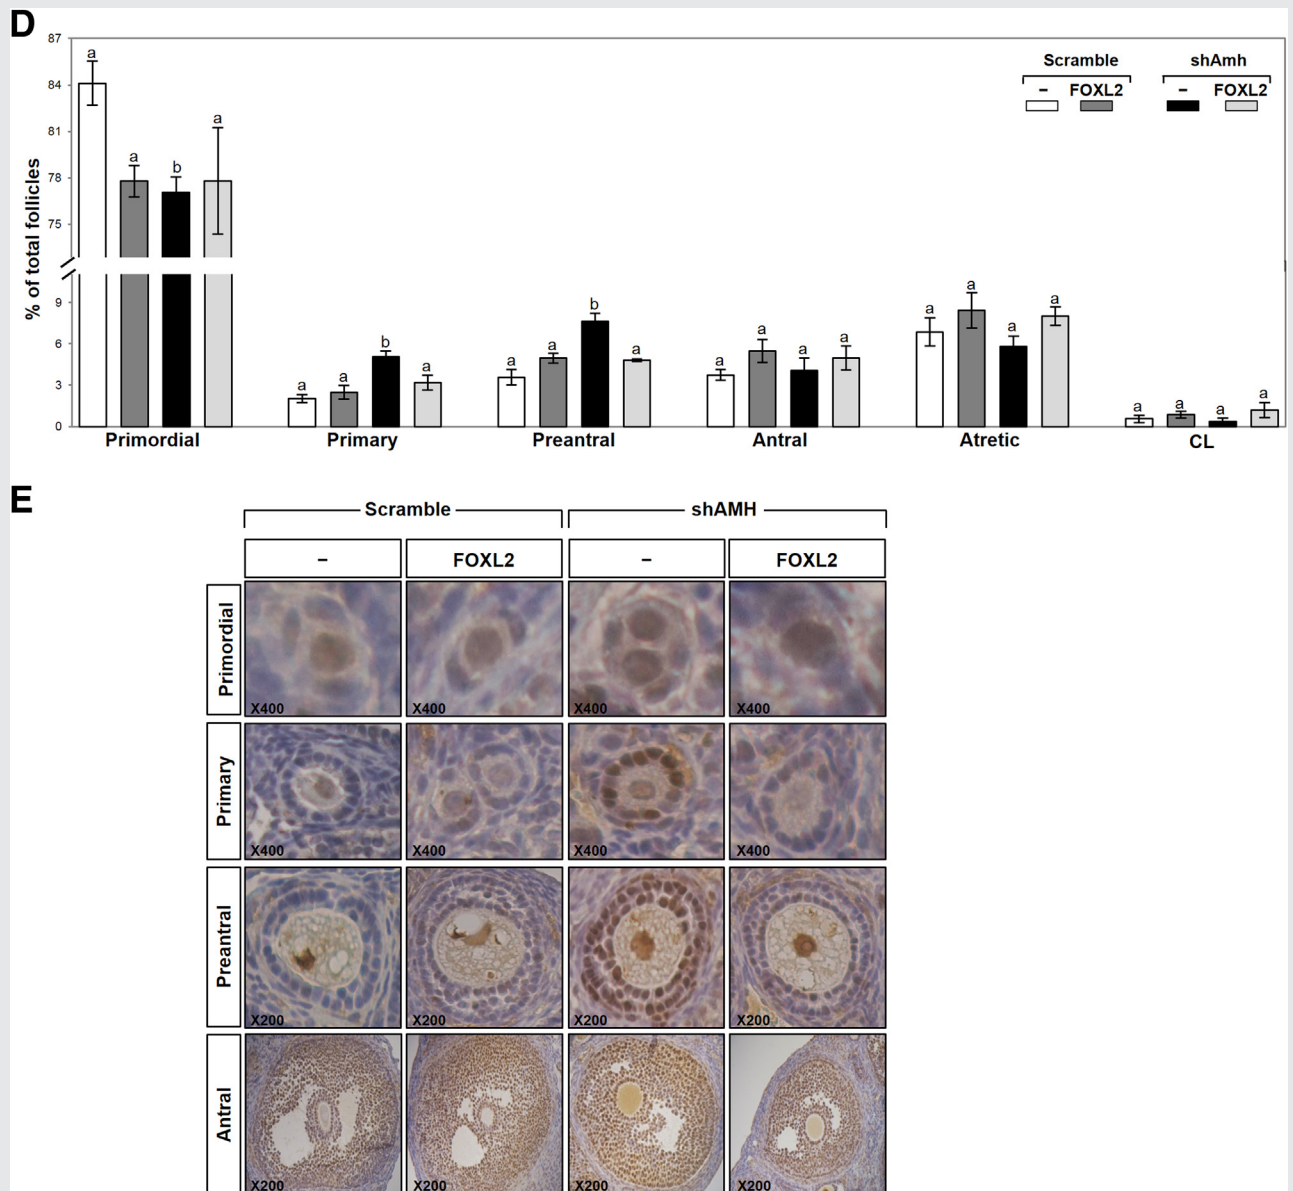 D
87
84
81
78
75
9
6
3
0
% of total follicles
Scramble shAmh
– FOXL2 – FOXL2
a a b a
a a b a
a a b a
a a a a
a a a a
a a a a
Primordial Primary Preantral Antral Atretic CL
E
Scramble shAMH
– FOXL2 – FOXL2
Primordial
X400 X400 X400 X400
Primary
X400 X400 X400 X400
Preantral
X200 X200 X200 X200
Antral
X200 X200 X200 X200